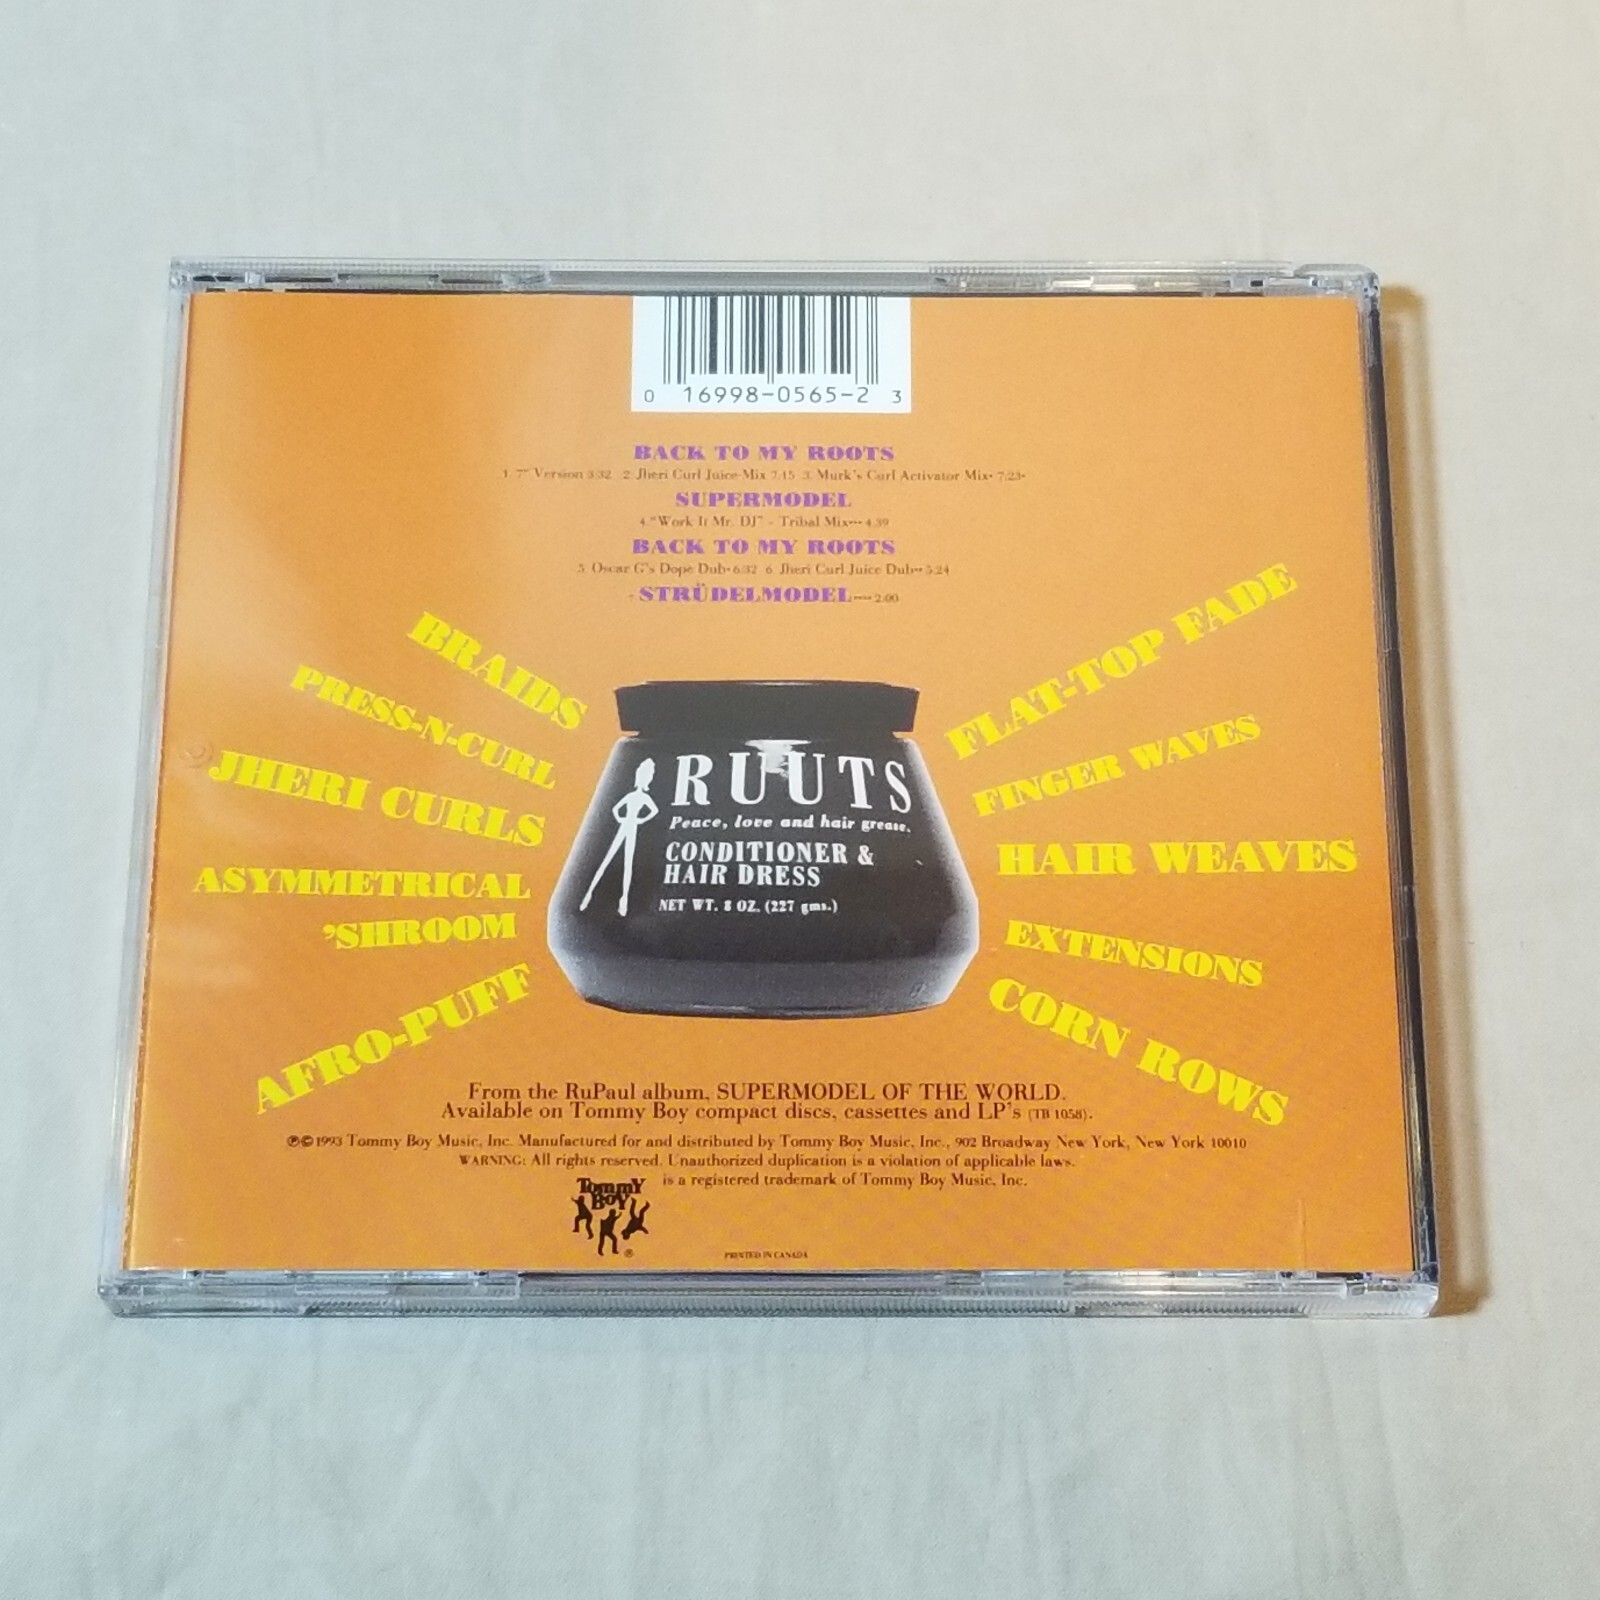 0 16998-0565-2 3
BACK TO MY ROOTS
1. 7" Version 3:32 2. Jheri Curl Juice Mix 7:15 3. Murk's Curl Activator Mix• 7:23•
SUPERMODEL
4. "Work It Mr. DJ" - Tribal Mix••• 4:39
BACK TO MY ROOTS
5. Oscar G's Dope Dub• 6:32 6. Jheri Curl Juice Dub•• 5:24
STRÜDELMODEL•••• 2:00
BRAIDS
PRESS-N-CURL
JHERI CURLS
ASYMMETRICAL
'SHROOM
AFRO-PUFF
RUUTS
Peace, love and hair grease.
CONDITIONER &
HAIR DRESS
NET WT. 8 OZ. (227 gms.)
FLAT-TOP FADE
FINGER WAVES
HAIR WEAVES
EXTENSIONS
CORN ROWS
From the RuPaul album, SUPERMODEL OF THE WORLD.
Available on Tommy Boy compact discs, cassettes and LP's (TB 1058).
℗©1993 Tommy Boy Music, Inc. Manufactured for and distributed by Tommy Boy Music, Inc., 902 Broadway New York, New York 10010
WARNING: All rights reserved. Unauthorized duplication is a violation of applicable laws.
is a registered trademark of Tommy Boy Music, Inc.
Tommy
Boy
®
PRINTED IN CANADA